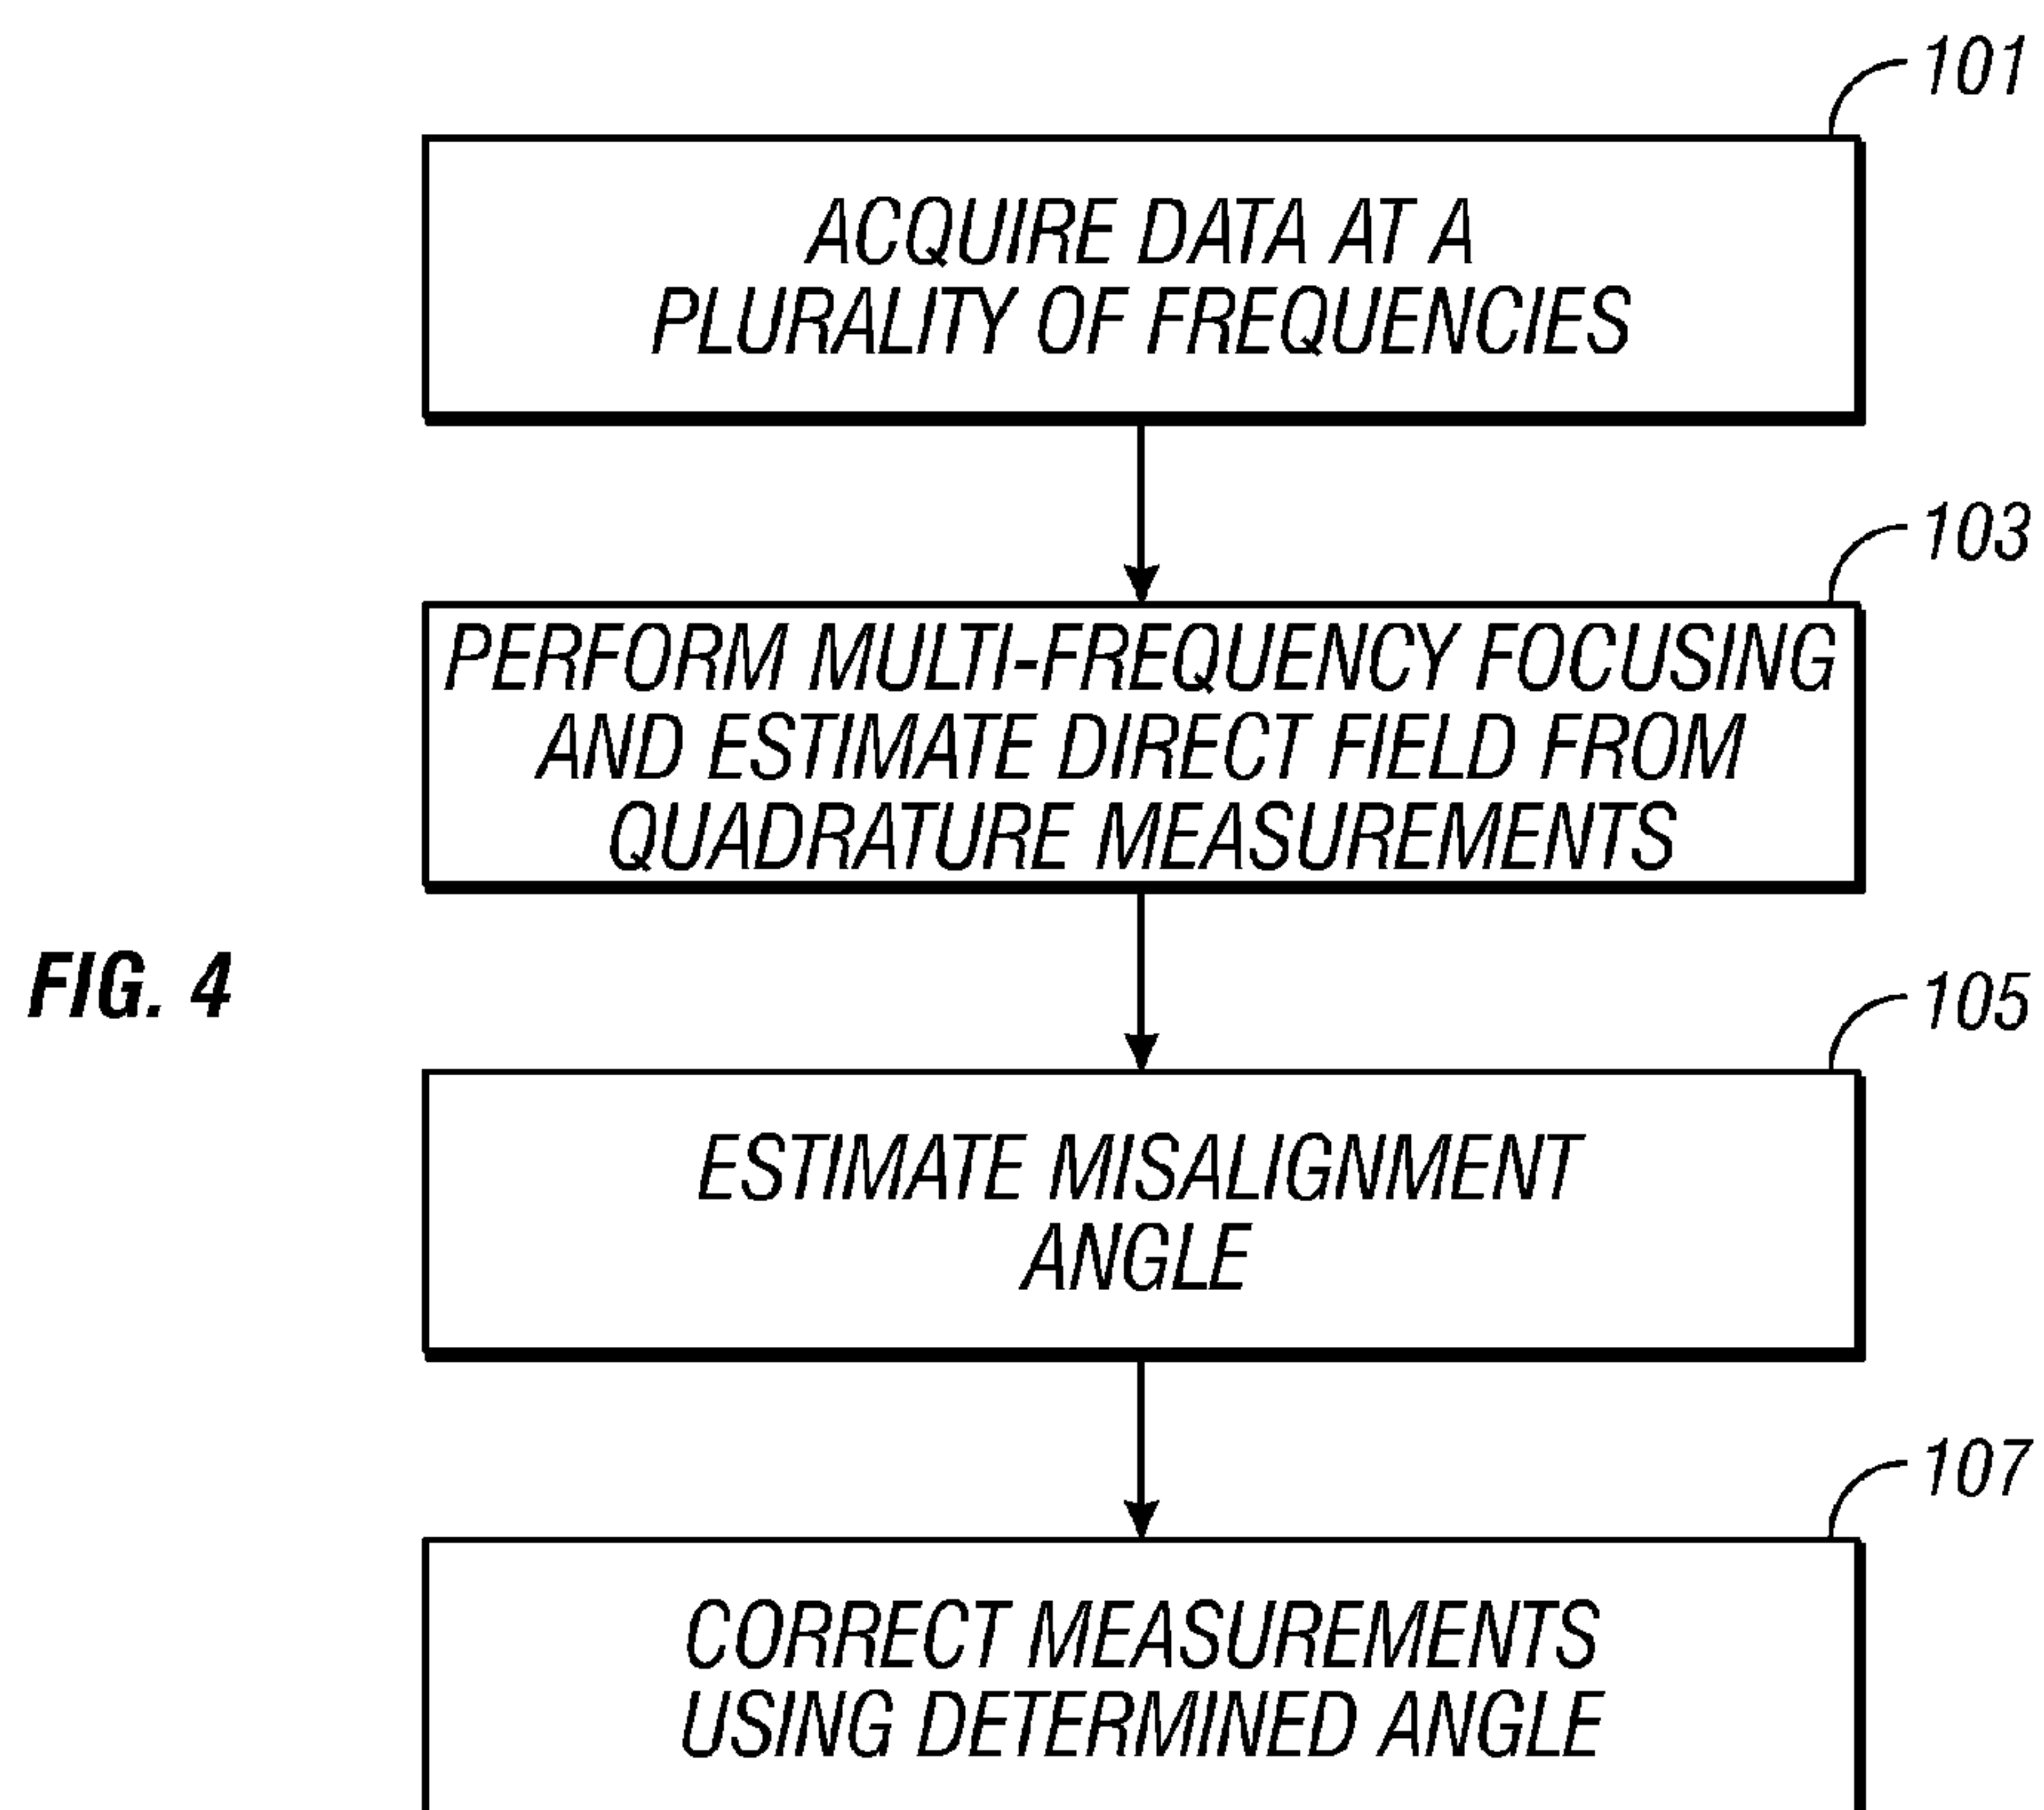 101
ACQUIRE DATA AT A
PLURALITY OF FREQUENCIES
103
PERFORM MULTI-FREQUENCY FOCUSING
AND ESTIMATE DIRECT FIELD FROM
QUADRATURE MEASUREMENTS
FIG. 4
105
ESTIMATE MISALIGNMENT
ANGLE
107
CORRECT MEASUREMENTS
USING DETERMINED ANGLE